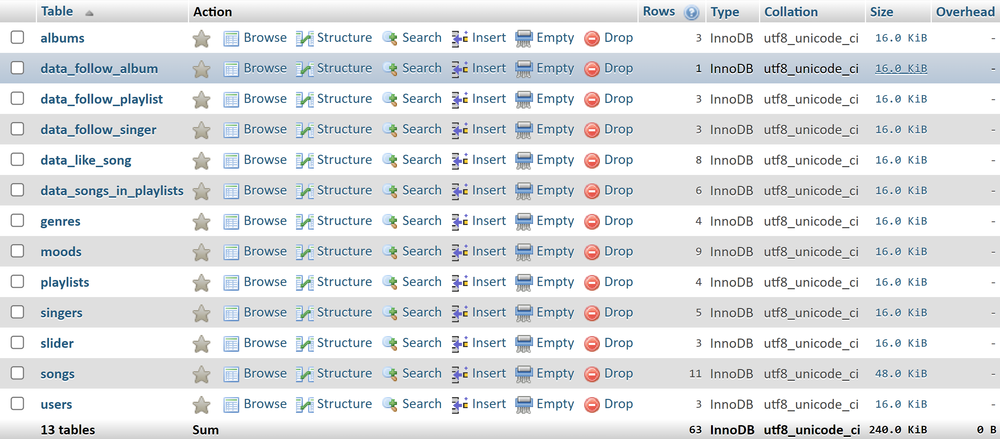 Table Action Rows Type Collation Size Overhead
albums Browse Structure Search Insert Empty Drop 3 InnoDB utf8_unicode_ci 16.0 KiB -
data_follow_album Browse Structure Search Insert Empty Drop 1 InnoDB utf8_unicode_ci 16.0 KiB -
data_follow_playlist Browse Structure Search Insert Empty Drop 3 InnoDB utf8_unicode_ci 16.0 KiB -
data_follow_singer Browse Structure Search Insert Empty Drop 3 InnoDB utf8_unicode_ci 16.0 KiB -
data_like_song Browse Structure Search Insert Empty Drop 8 InnoDB utf8_unicode_ci 16.0 KiB -
data_songs_in_playlists Browse Structure Search Insert Empty Drop 6 InnoDB utf8_unicode_ci 16.0 KiB -
genres Browse Structure Search Insert Empty Drop 4 InnoDB utf8_unicode_ci 16.0 KiB -
moods Browse Structure Search Insert Empty Drop 9 InnoDB utf8_unicode_ci 16.0 KiB -
playlists Browse Structure Search Insert Empty Drop 4 InnoDB utf8_unicode_ci 16.0 KiB -
singers Browse Structure Search Insert Empty Drop 5 InnoDB utf8_unicode_ci 16.0 KiB -
slider Browse Structure Search Insert Empty Drop 3 InnoDB utf8_unicode_ci 16.0 KiB -
songs Browse Structure Search Insert Empty Drop 11 InnoDB utf8_unicode_ci 48.0 KiB -
users Browse Structure Search Insert Empty Drop 3 InnoDB utf8_unicode_ci 16.0 KiB -
13 tables Sum 63 InnoDB utf8_unicode_ci 240.0 KiB 0 B